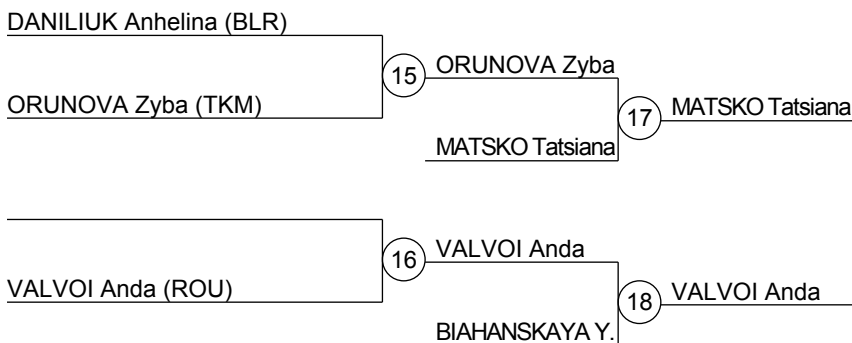 DANILIUK Anhelina (BLR)
15
ORUNOVA Zyba
ORUNOVA Zyba (TKM)
17
MATSKO Tatsiana
MATSKO Tatsiana
16
VALVOI Anda
VALVOI Anda (ROU)
18
VALVOI Anda
BIAHANSKAYA Y.